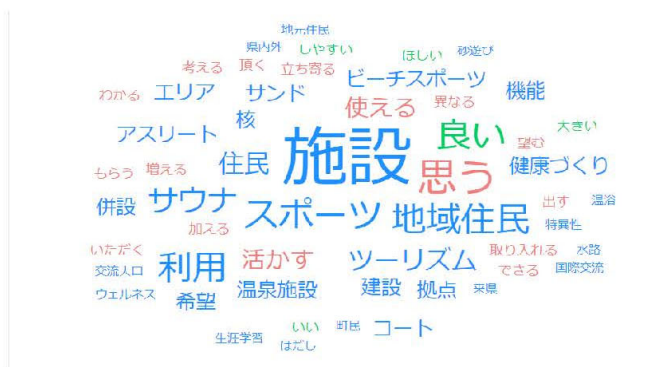 地元住民
県内外 しやすい ほしい 砂遊び
考える 頂く 立ち寄る ビーチスポーツ
わかる エリア サンド 使える 異なる 機能
アスリート 核 施設 良い 望む 大きい
もらう 増える 住民 思う 健康づくり
併設 サウナ スポーツ 地域住民 出す 温浴
加える 特異性
いただく 利用 活かす ツーリズム 取り入れる 水路
交流人口 できる 国際交流
ウェルネス 希望 温泉施設 建設 拠点 来県
生涯学習 いい 町民 コート
はだし